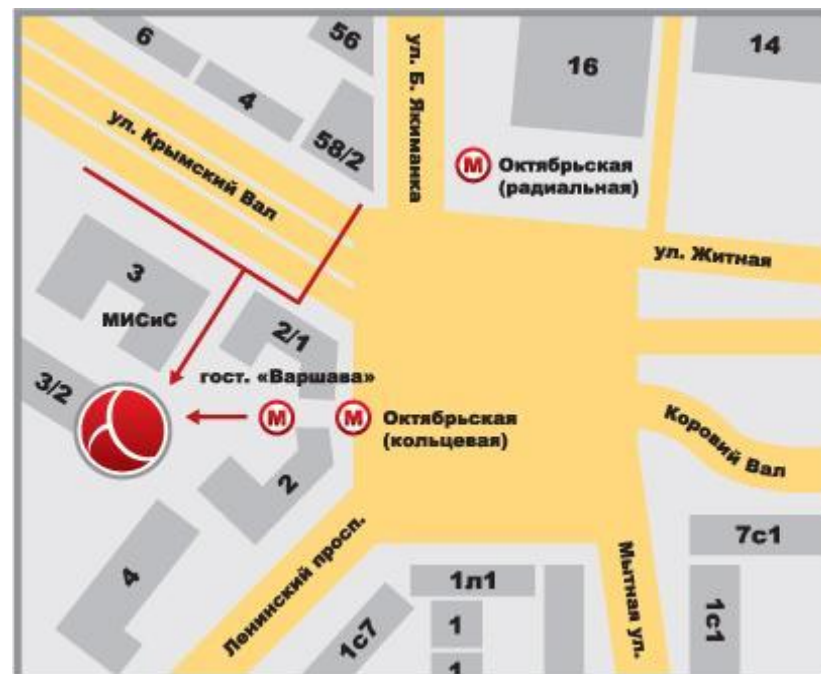 6
56
14
16
4
58/2
ул. Б. Якиманка
ул. Крымский Вал
М Октябрьская
(радиальная)
ул. Житная
3
МИСиС
2/1
гост. «Варшава»
3/2
М
М Октябрьская
(кольцевая)
Коровий Вал
2
7с1
4
Ленинский просп.
1л1
Мытная ул.
1с7
1
1с1
1